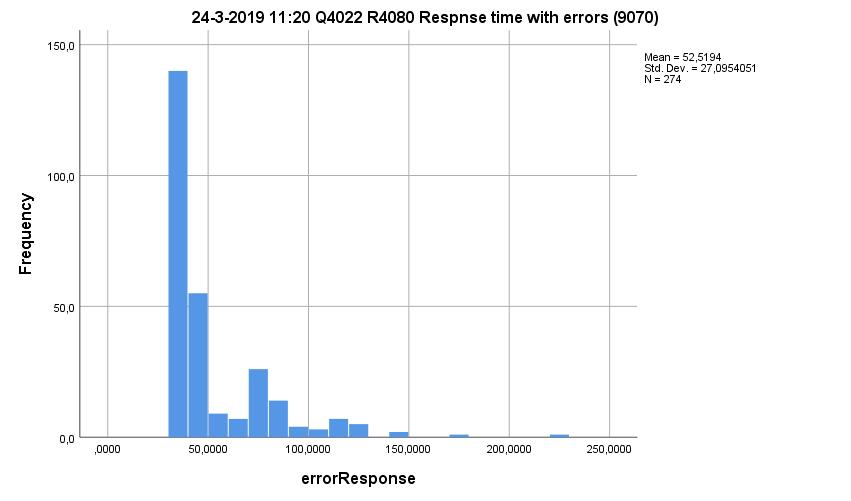 24-3-2019 11:20 Q4022 R4080 Respnse time with errors (9070)
Mean = 52,5194
Std. Dev. = 27,0954051
N = 274
150,0
100,0
50,0
0,0
Frequency
,0000
50,0000
100,0000
150,0000
200,0000
250,0000
errorResponse